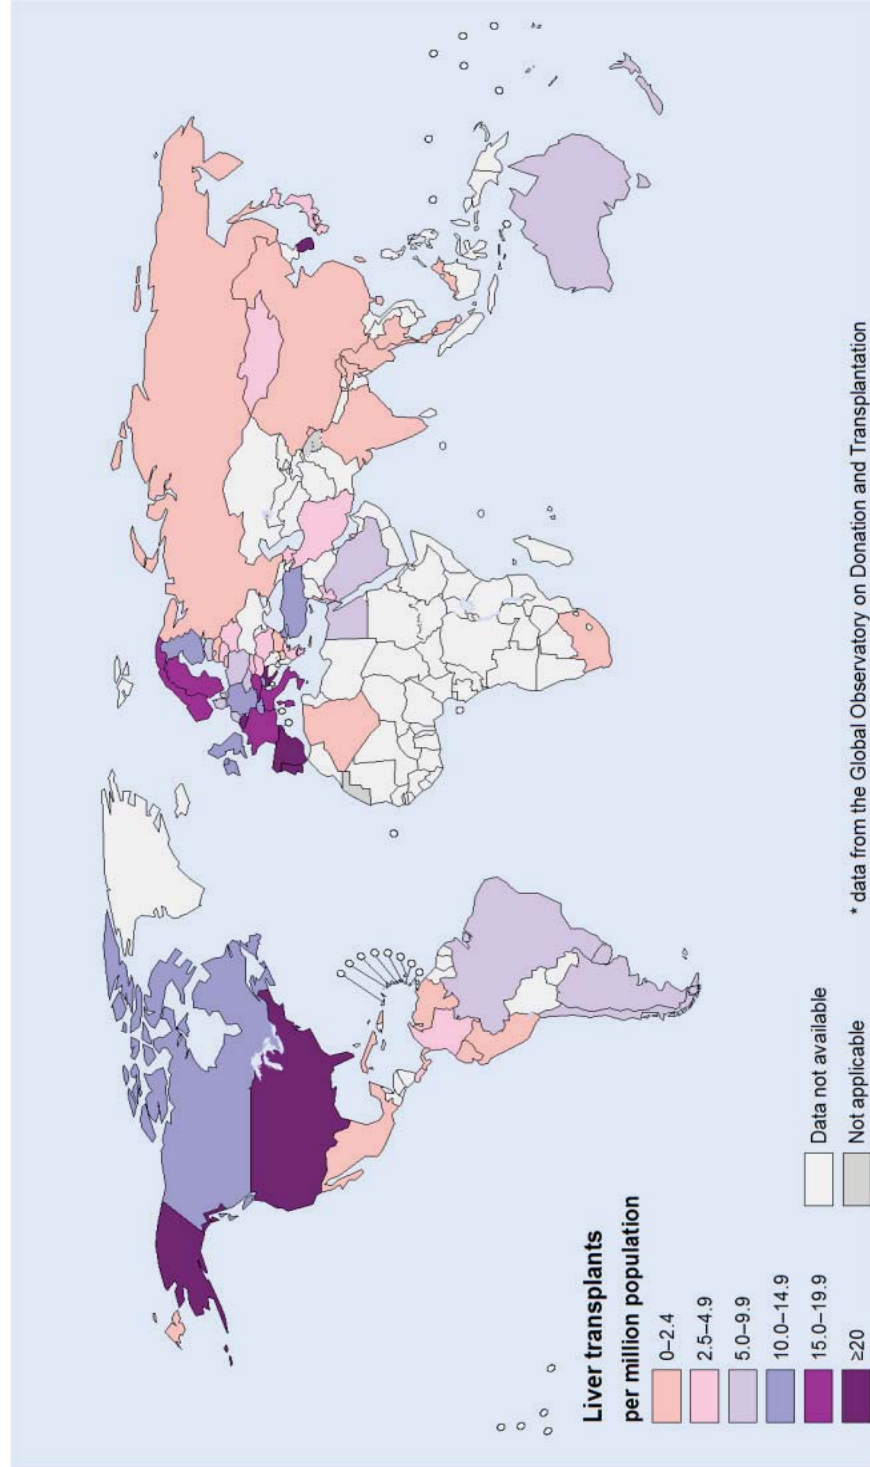 Liver transplants
per million population
0–2.4
2.5–4.9
5.0–9.9
10.0–14.9
15.0–19.9
≥20
Data not available
Not applicable
* data from the Global Observatory on Donation and Transplantation